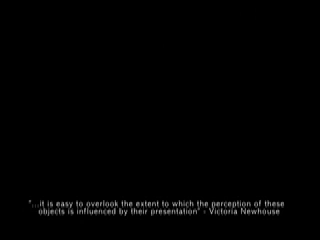 "...it is easy to overlook the extent to which the perception of these
objects is influenced by their presentation" - Victoria Newhouse